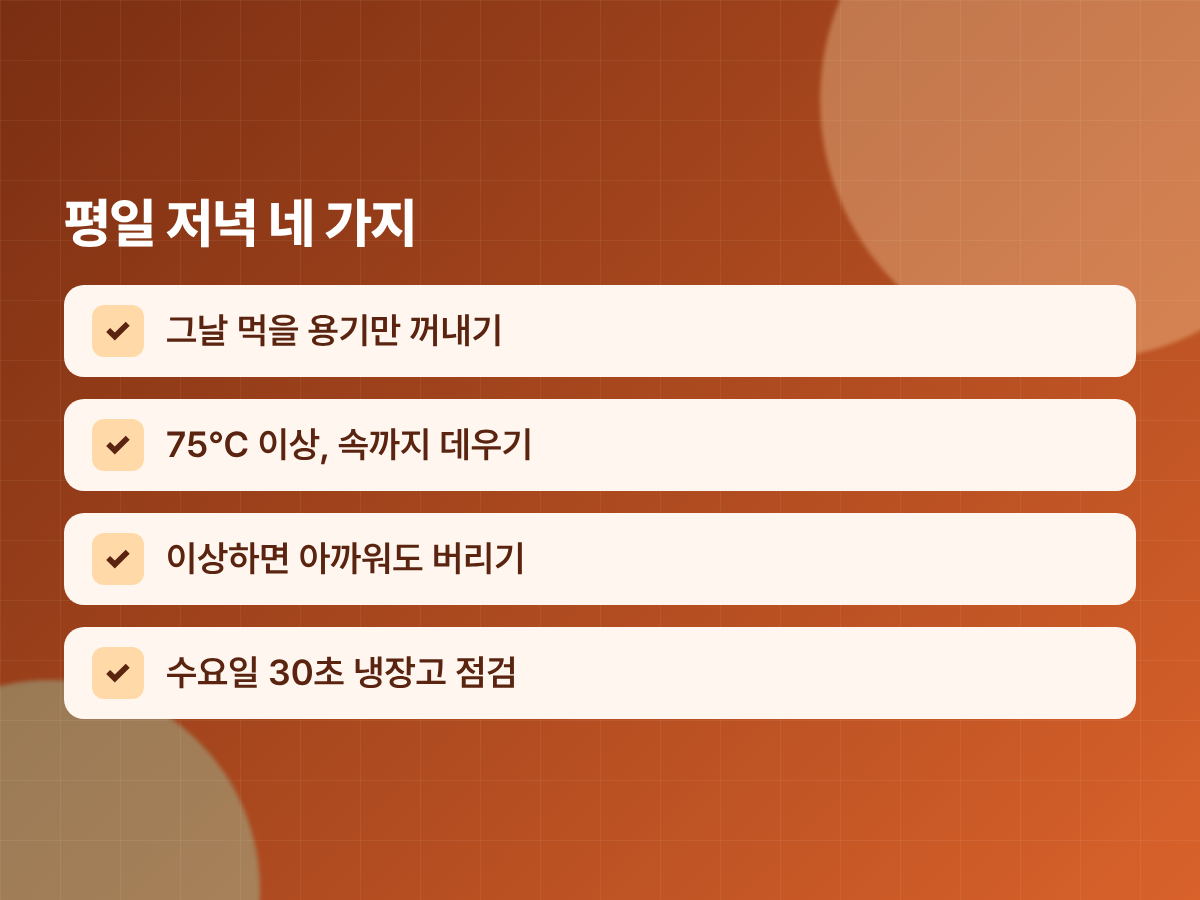 평일 저녁 네 가지
그날 먹을 용기만 꺼내기
75°C 이상, 속까지 데우기
이상하면 아까워도 버리기
수요일 30초 냉장고 점검